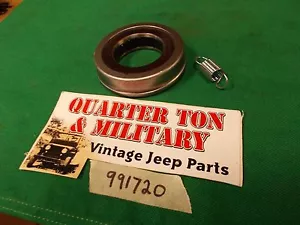 QUARTER TON
& MILITARY
Vintage Jeep Parts
991720